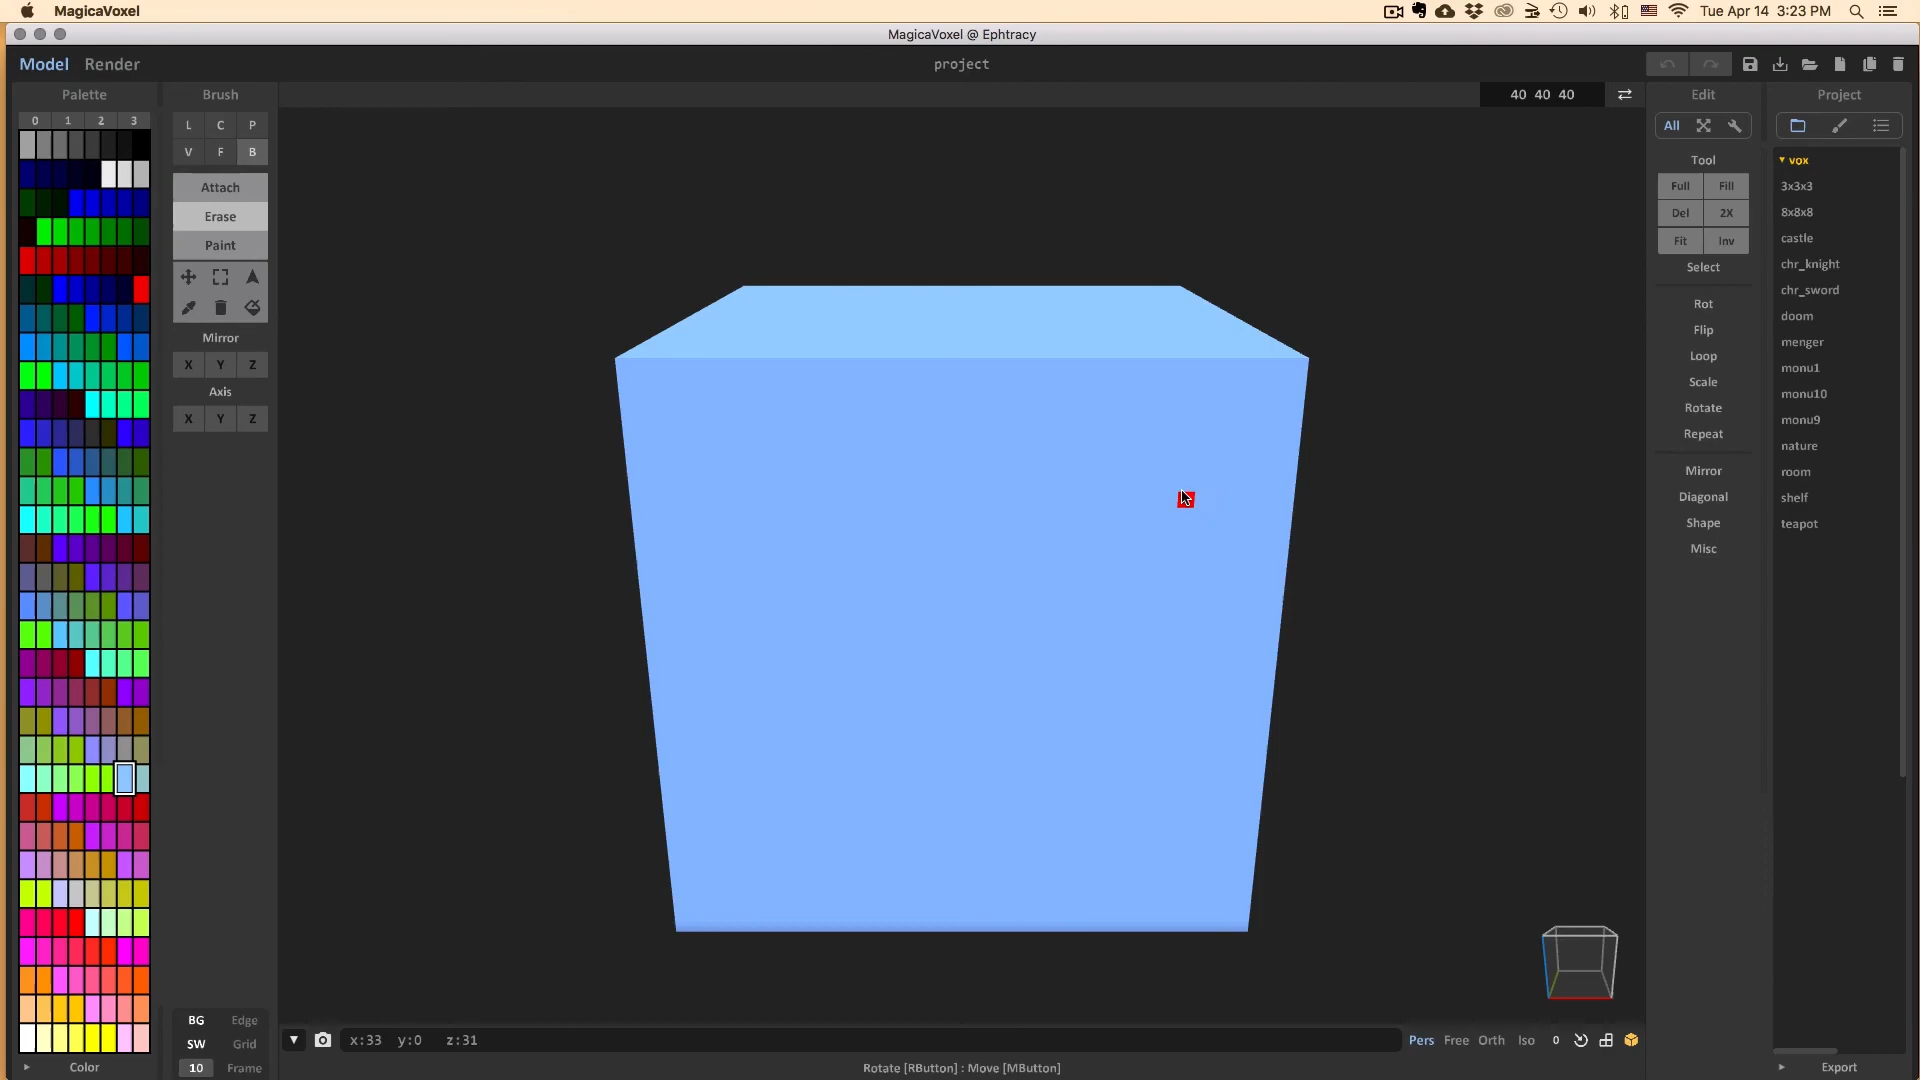 MagicaVoxel
Tue Apr 14 3:23 PM
MagicaVoxel @ Ephtracy
Model Render
project
Palette
Brush
40 40 40
Edit
Project
0 1 2 3
L C P
V F B
Attach
Erase
Paint
Mirror
X Y Z
Axis
X Y Z
All
Tool
Full Fill
Del 2X
Fit Inv
Select
Rot
Flip
Loop
Scale
Rotate
Repeat
Mirror
Diagonal
Shape
Misc
vox
3x3x3
8x8x8
castle
chr_knight
chr_sword
doom
menger
monu1
monu10
monu9
nature
room
shelf
teapot
BG Edge
SW Grid
10 Frame
x:33 y:0 z:31
Pers Free Orth Iso 0
Color
Rotate [RButton] : Move [MButton]
Export